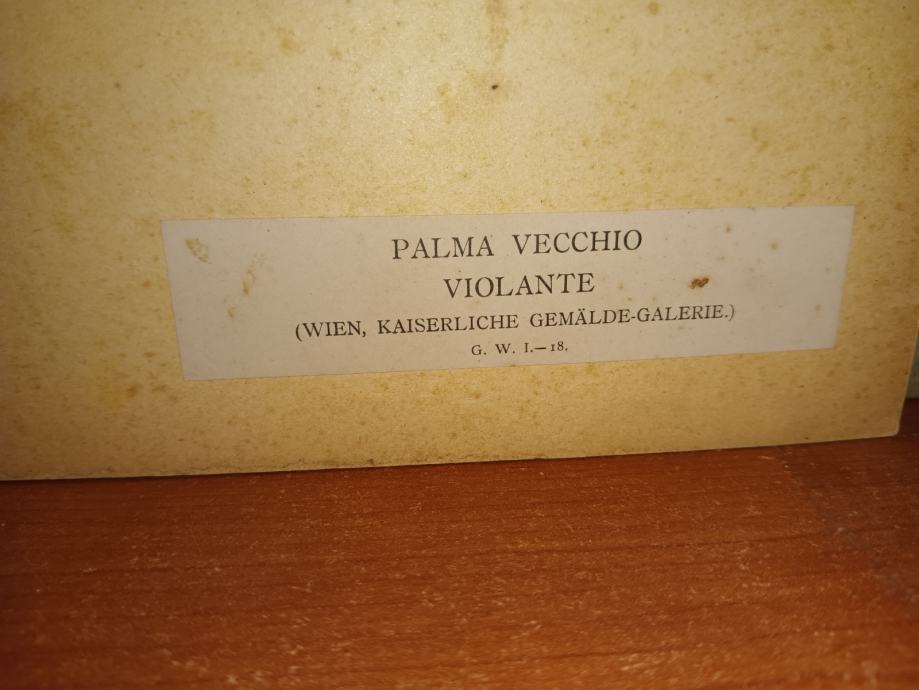 PALMA VECCHIO
VIOLANTE
(WIEN, KAISERLICHE GEMÄLDE-GALERIE.)
G. W. I.—18.